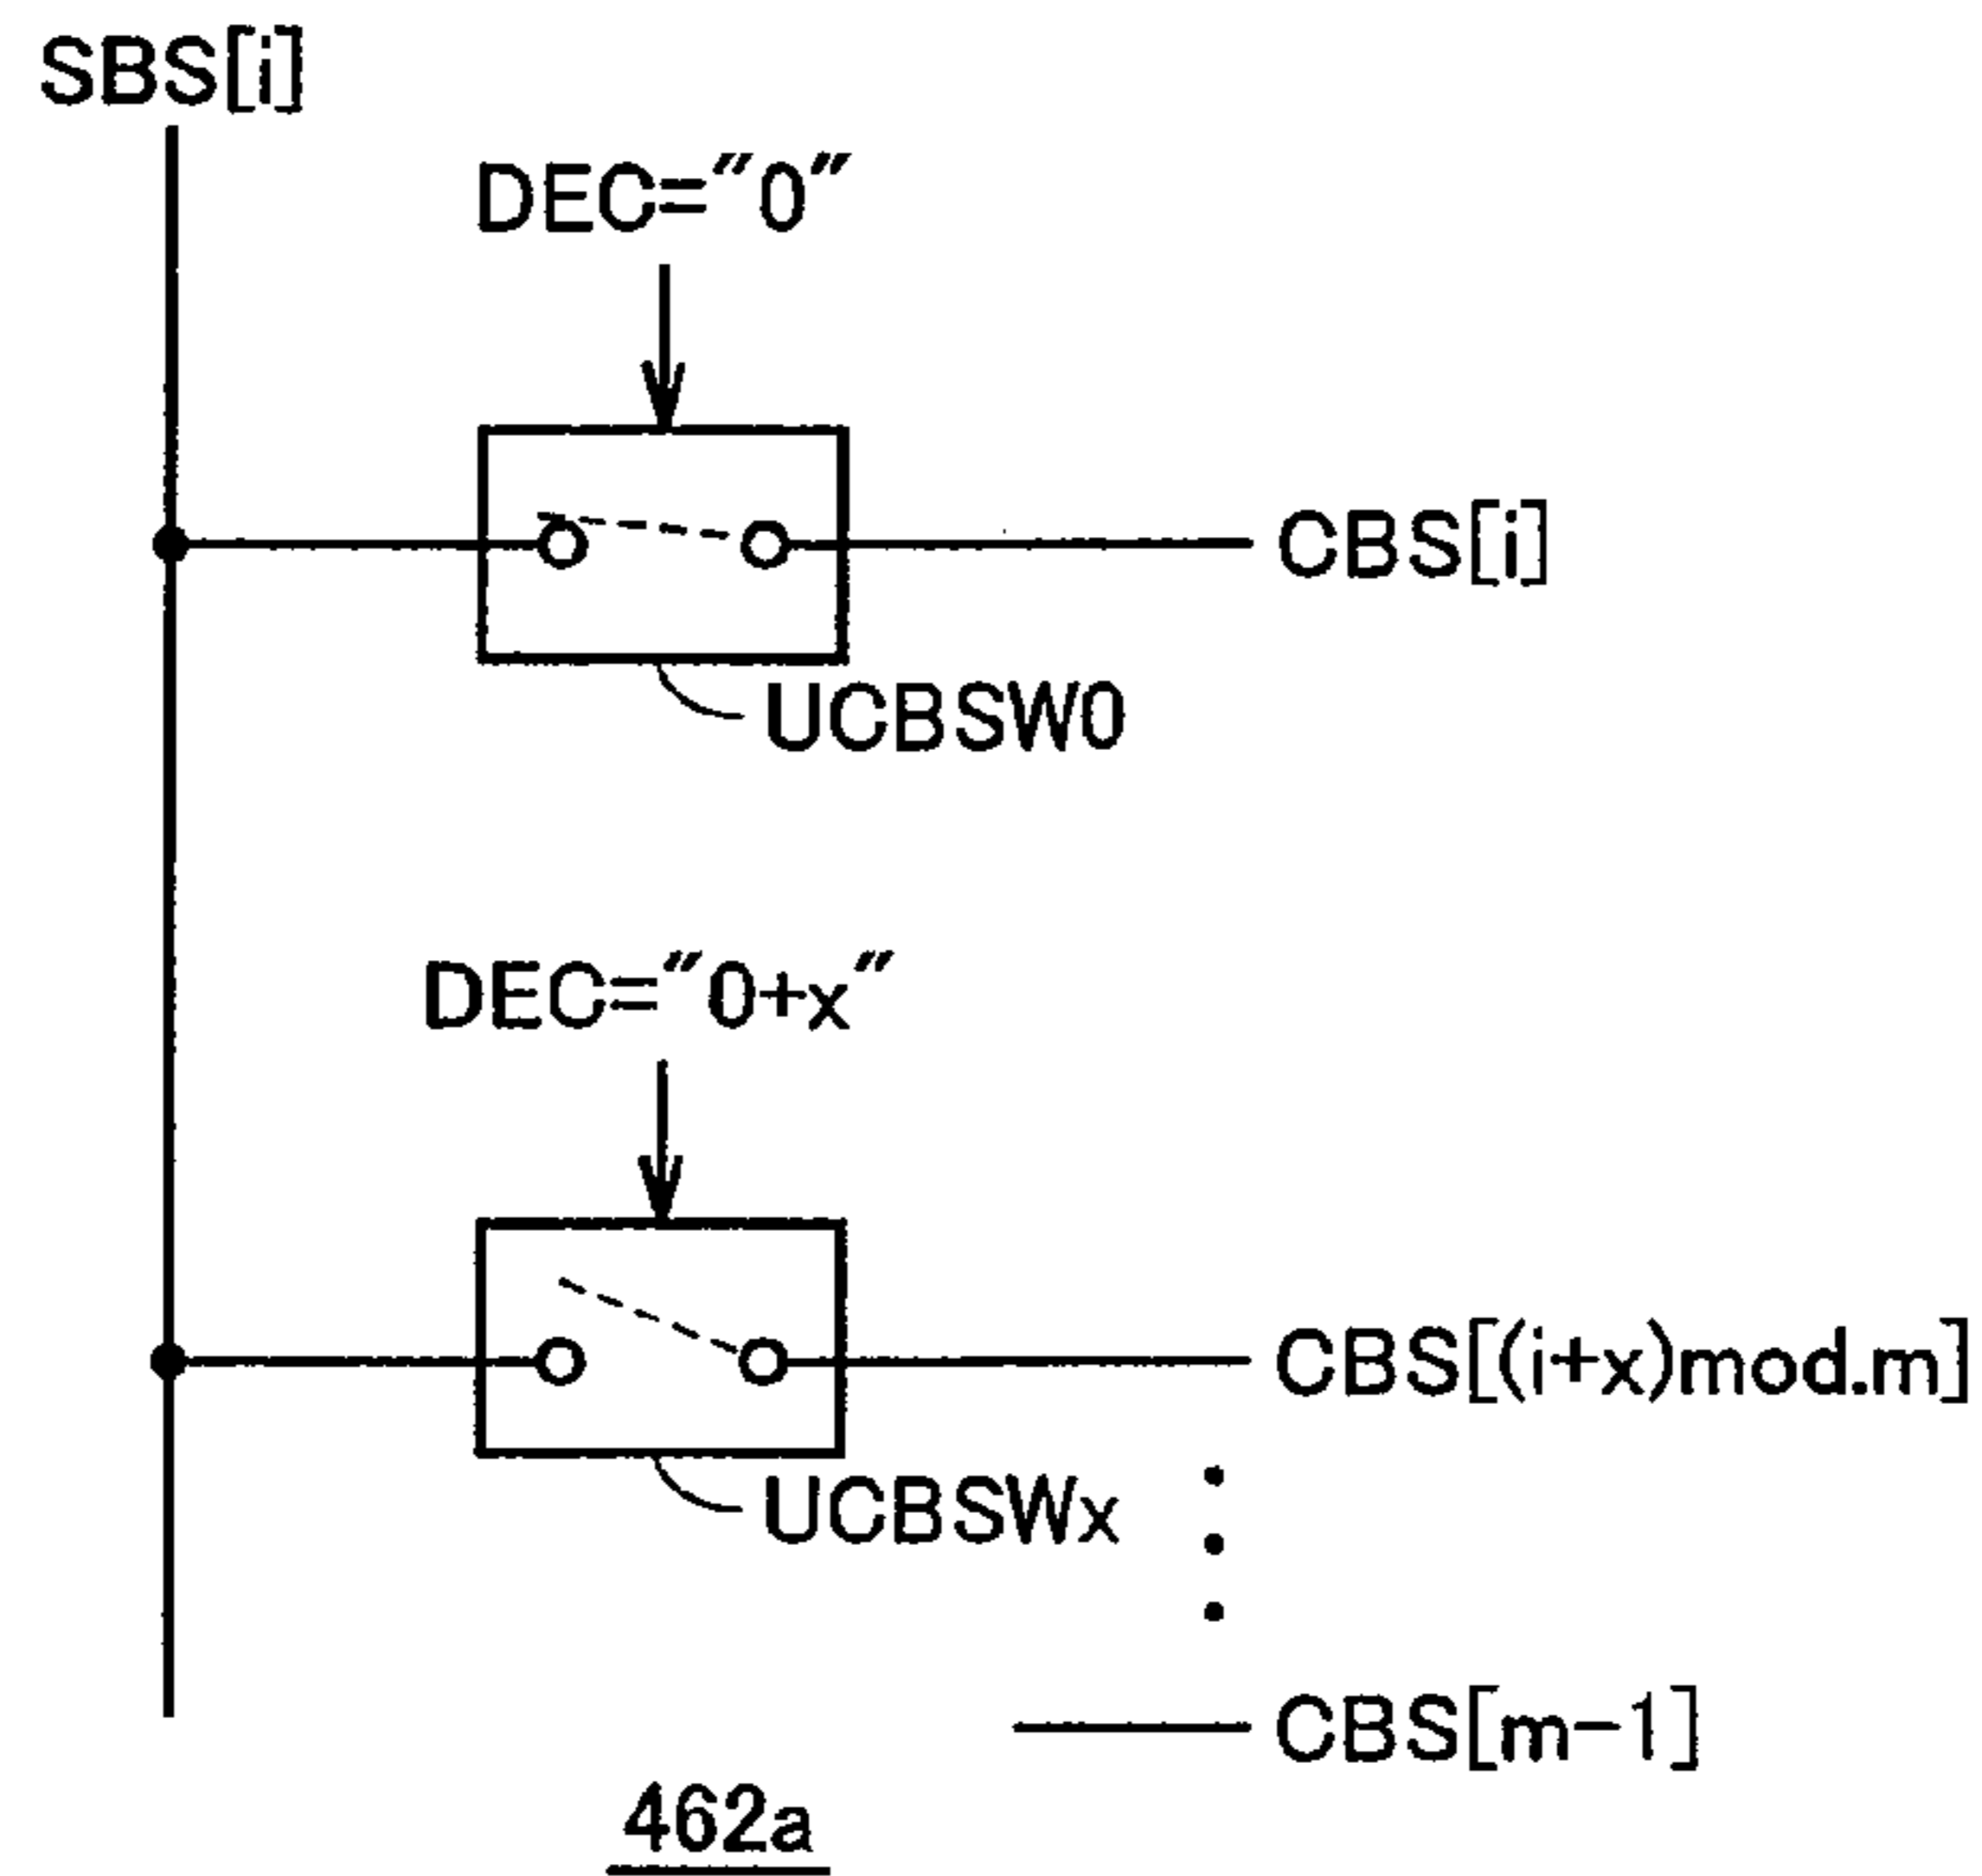 SBS[i]
DEC="0"
CBS[i]
UCBSW0
DEC="0+x"
CBS[(i+x)mod.m]
UCBSWx
CBS[m-1]
462a